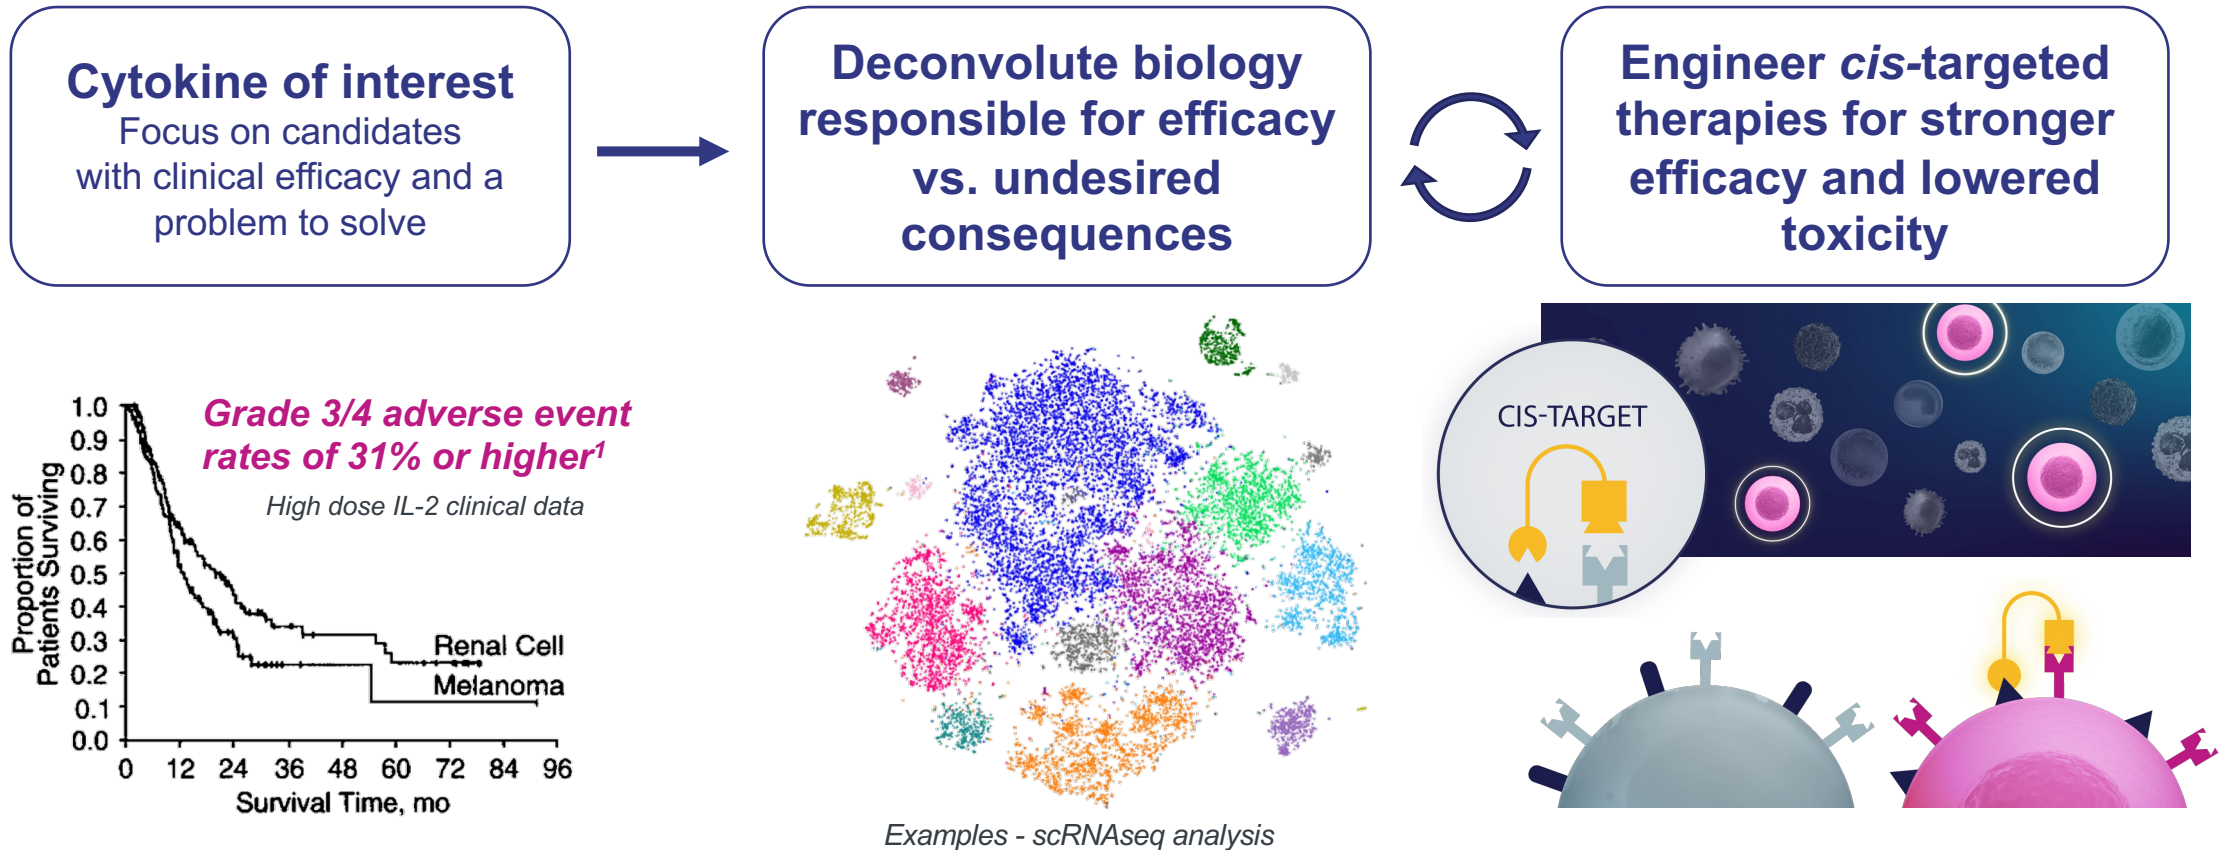 Cytokine of interest
Focus on candidates
with clinical efficacy and a
problem to solve
Deconvolute biology
responsible for efficacy
vs. undesired
consequences
Engineer cis-targeted
therapies for stronger
efficacy and lowered
toxicity
Grade 3/4 adverse event
rates of 31% or higher¹
High dose IL-2 clinical data
Proportion of
Patients Surviving
1.0
0.9
0.8
0.7
0.6
0.5
0.4
0.3
0.2
0.1
0.0
Renal Cell
Melanoma
0 12 24 36 48 60 72 84 96
Survival Time, mo
Examples - scRNAseq analysis
CIS-TARGET